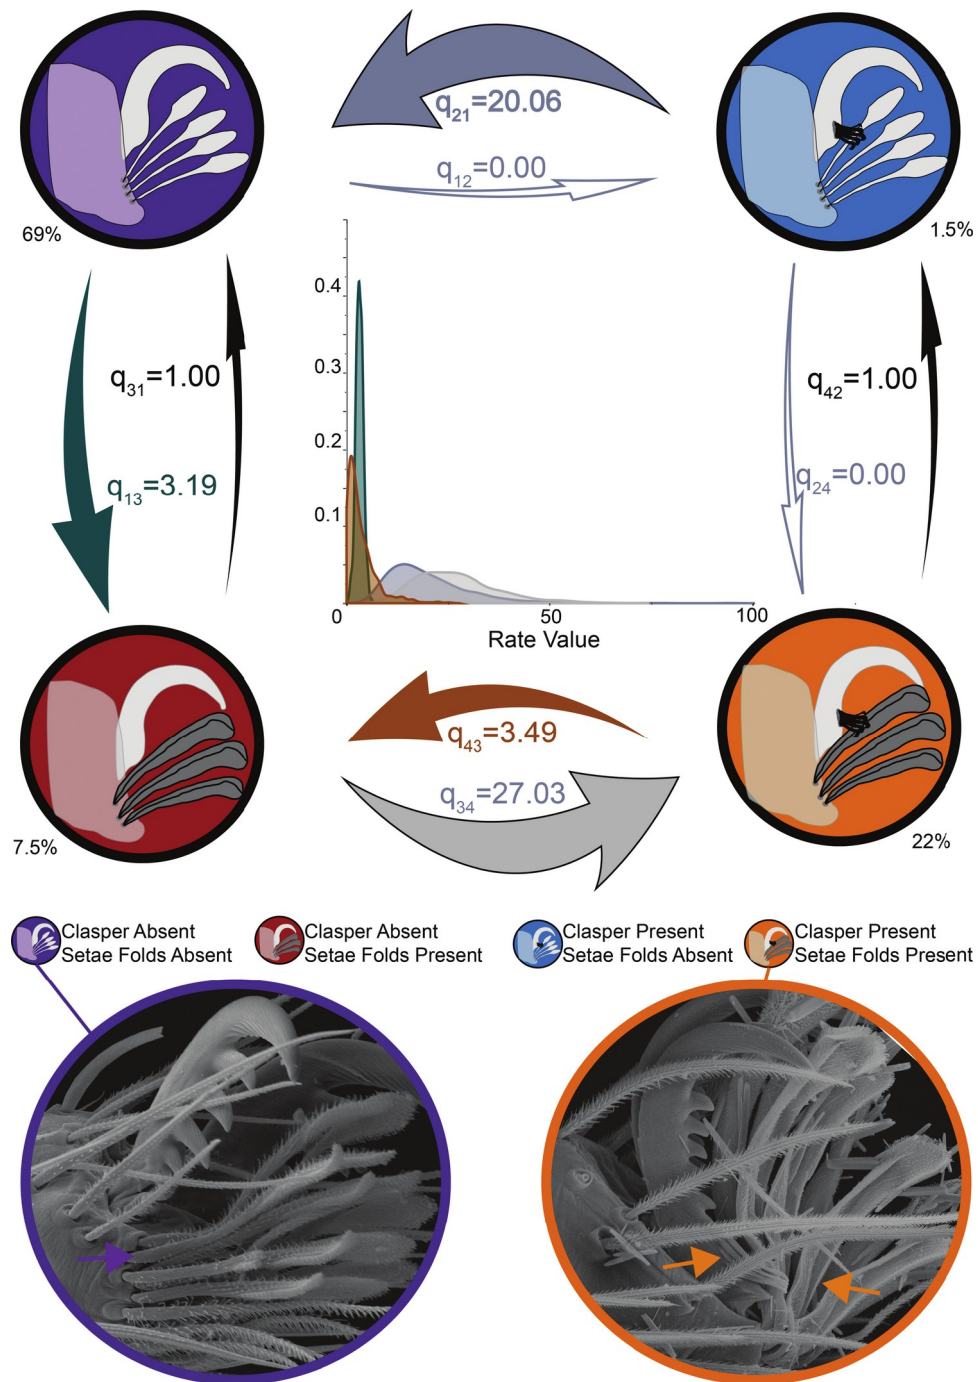 q21=20.06
q12=0.00
69%
1.5%
0.4
0.3
0.2
0.1
0
50
100
Rate Value
q31=1.00
q13=3.19
q42=1.00
q24=0.00
q43=3.49
q34=27.03
7.5%
22%
Clasper Absent
Setae Folds Absent
Clasper Absent
Setae Folds Present
Clasper Present
Setae Folds Absent
Clasper Present
Setae Folds Present